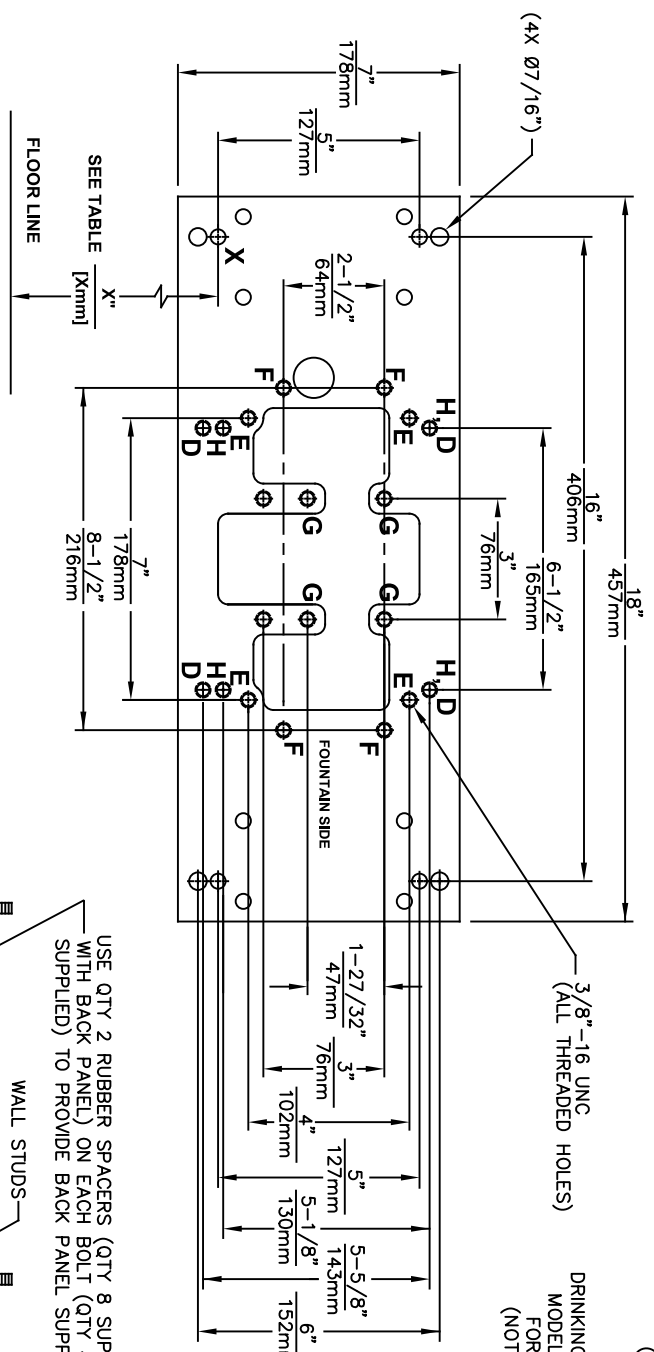 (4X Ø7/16")
7"
178mm
5"
127mm
SEE TABLE
X"
[Xmm]
FLOOR LINE
X
2-1/2"
64mm
18"
457mm
16"
406mm
6-1/2"
165mm
3"
76mm
F
F
H, D
E
E
H
D
G
G
G
G
H, D
E
E
H
D
F
F
FOUNTAIN SIDE
7"
178mm
8-1/2"
216mm
3/8"-16 UNC
(ALL THREADED HOLES)
1-27/32"
47mm
3"
76mm
4"
102mm
5"
127mm
5-1/8"
130mm
5-5/8"
143mm
6"
DRINKING
MODEL
FOR
(NOT
USE QTY 2 RUBBER SPACERS (QTY 8
WITH BACK PANEL) ON EACH BOLT (QTY
SUPPLIED) TO PROVIDE BACK PANEL
WALL STUDS